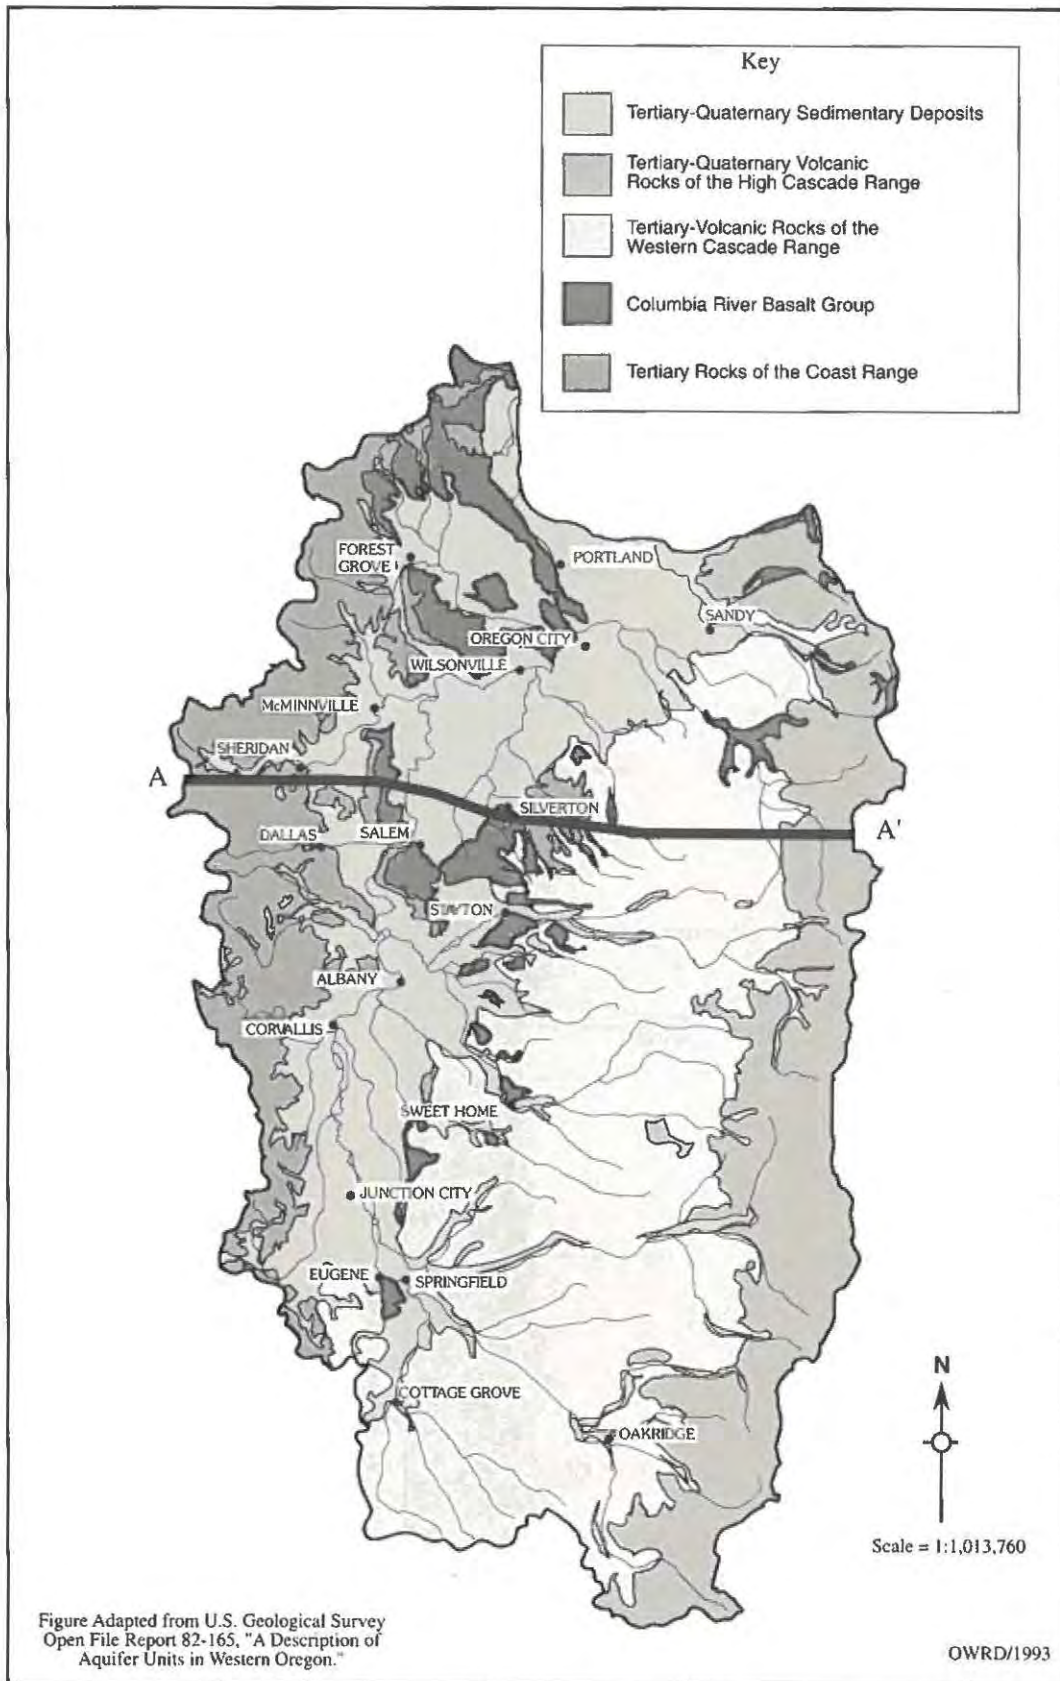 Key
Tertiary-Quaternary Sedimentary Deposits
Tertiary-Quaternary Volcanic
Rocks of the High Cascade Range
Tertiary-Volcanic Rocks of the
Western Cascade Range
Columbia River Basalt Group
Tertiary Rocks of the Coast Range
FOREST
GROVE
PORTLAND
SANDY
OREGON CITY
WILSONVILLE
McMINNVILLE
SHERIDAN
A
SILVERTON
A'
DALLAS
SALEM
STAYTON
ALBANY
CORVALLIS
SWEET HOME
JUNCTION CITY
EUGENE
SPRINGFIELD
COTTAGE GROVE
OAKRIDGE
N
Scale = 1:1,013,760
Figure Adapted from U.S. Geological Survey
Open File Report 82-165, "A Description of
Aquifer Units in Western Oregon."
OWRD/1993